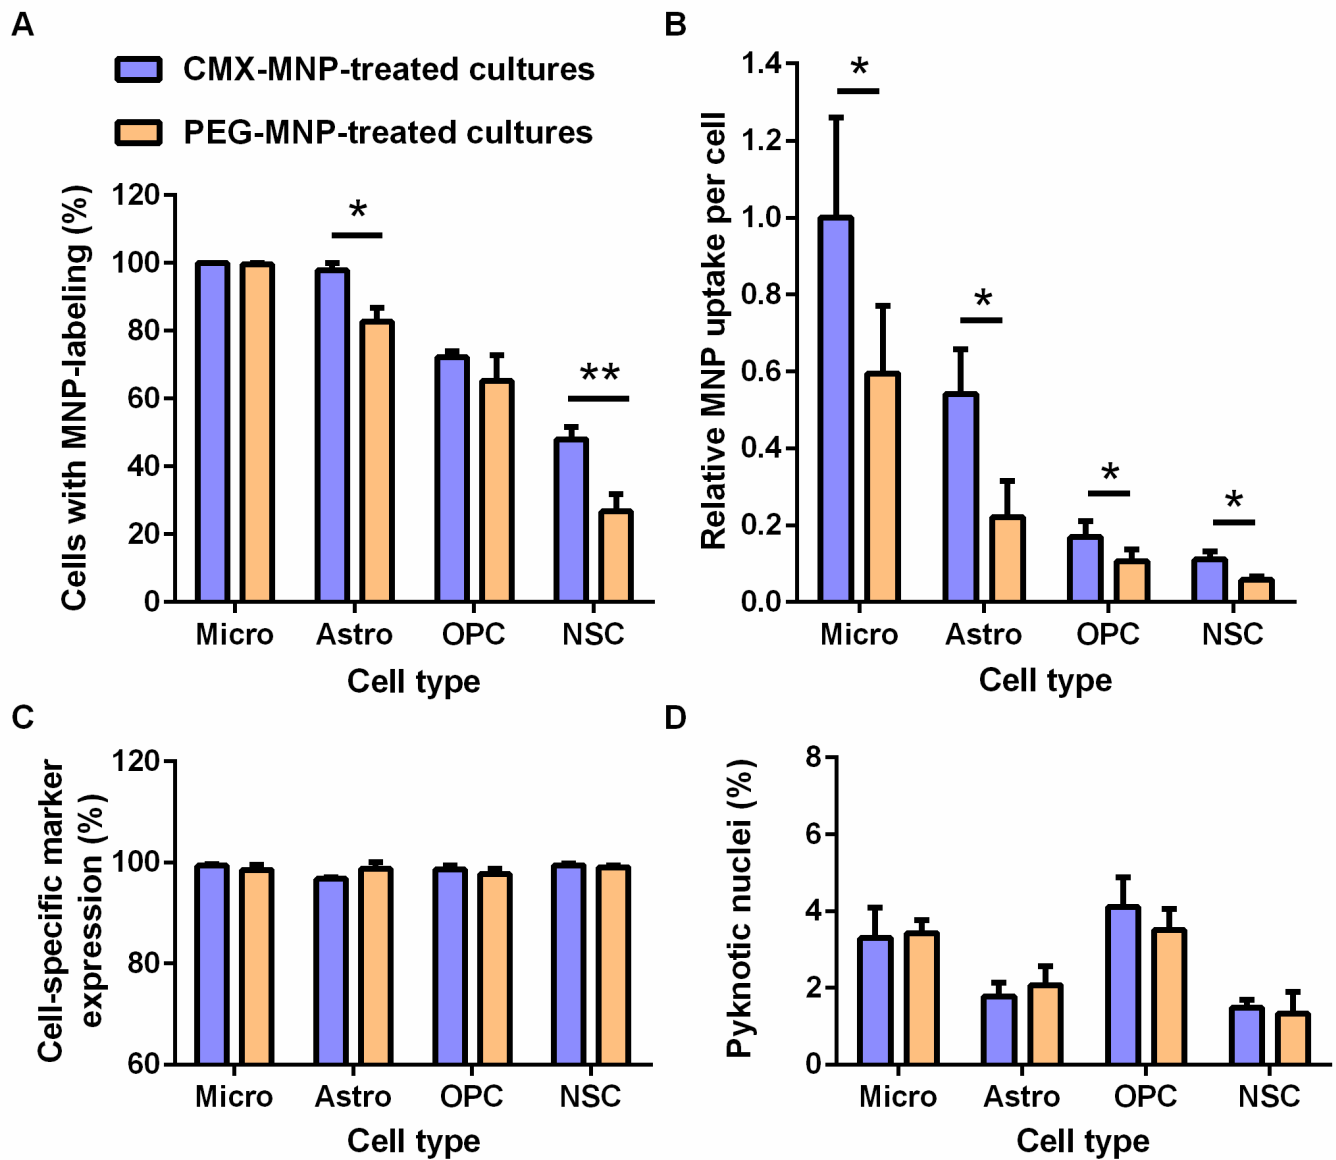 A
CMX-MNP-treated cultures
PEG-MNP-treated cultures
Cells with MNP-labeling (%)
120
100
80
60
40
20
0
*
**
Micro Astro OPC NSC
Cell type
B
Relative MNP uptake per cell
1.4
1.2
1.0
0.8
0.6
0.4
0.2
0.0
*
*
*
*
Micro Astro OPC NSC
Cell type
C
Cell-specific marker
expression (%)
120
100
80
60
Micro Astro OPC NSC
Cell type
D
Pyknotic nuclei (%)
8
6
4
2
0
Micro Astro OPC NSC
Cell type